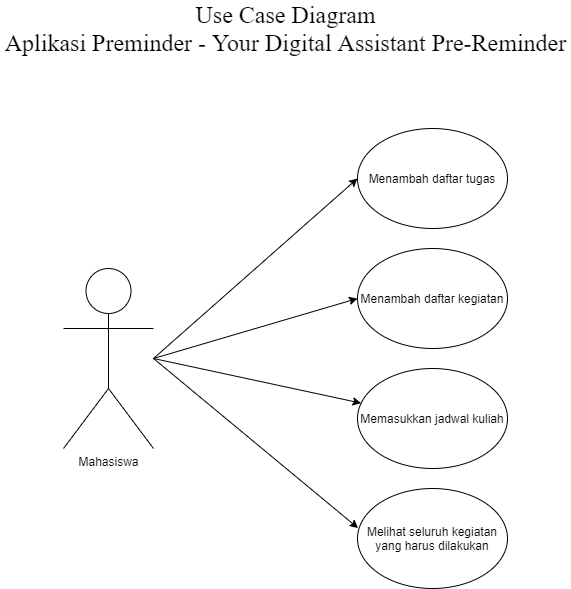 Use Case Diagram
Aplikasi Preminder - Your Digital Assistant Pre-Reminder
Menambah daftar tugas
Menambah daftar kegiatan
Memasukkan jadwal kuliah
Mahasiswa
Melihat seluruh kegiatan
yang harus dilakukan